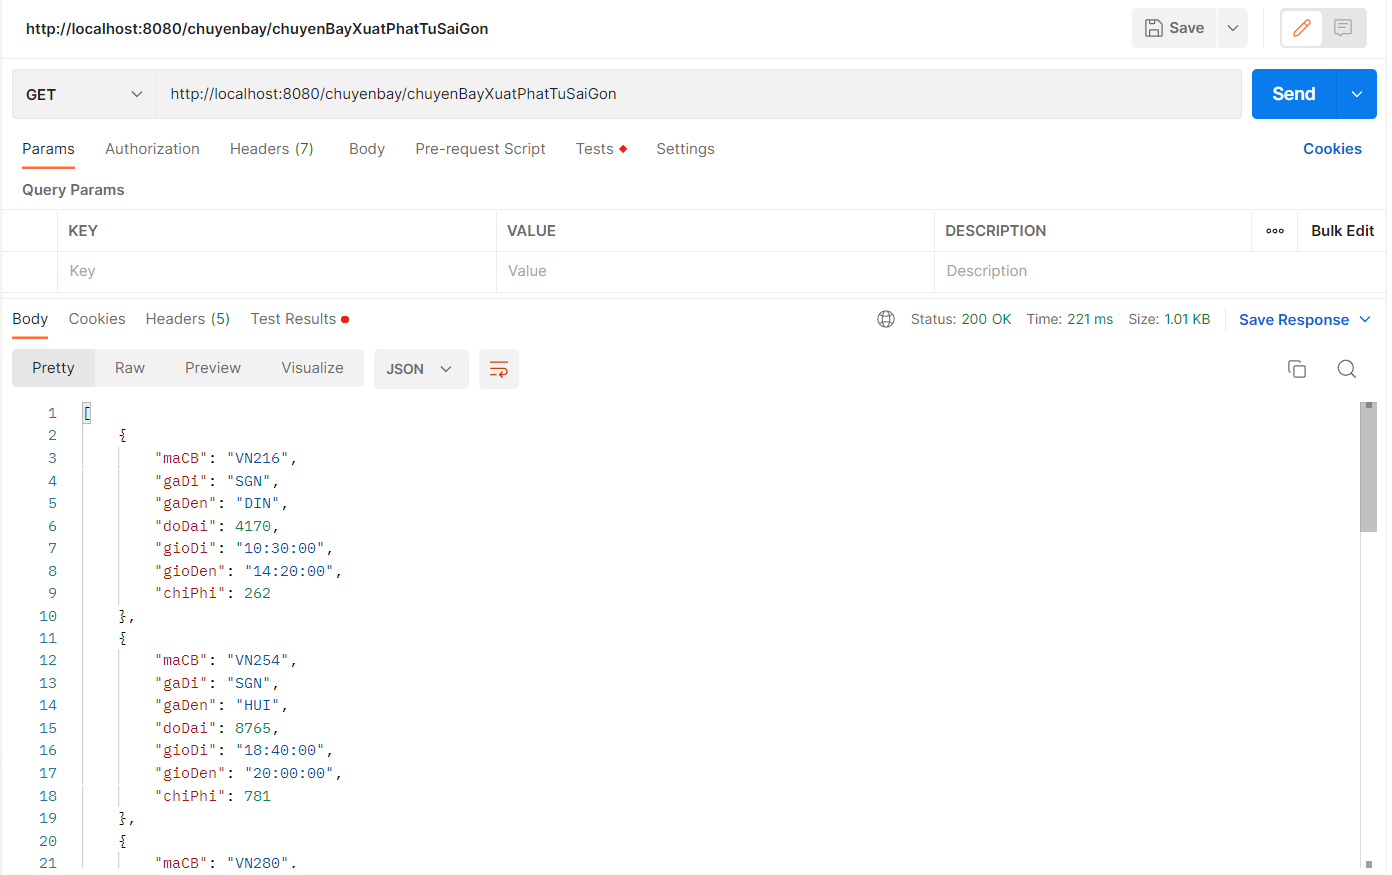 http://localhost:8080/chuyenbay/chuyenBayXuatPhatTuSaiGon Save
GET http://localhost:8080/chuyenbay/chuyenBayXuatPhatTuSaiGon Send
Params Authorization Headers (7) Body Pre-request Script Tests Settings Cookies
Query Params
KEY VALUE DESCRIPTION ooo Bulk Edit
Key Value Description
Body Cookies Headers (5) Test Results Status: 200 OK Time: 221 ms Size: 1.01 KB Save Response
Pretty Raw Preview Visualize JSON
1 [
2 {
3 "maCB": "VN216",
4 "gaDi": "SGN",
5 "gaDen": "DIN",
6 "doDai": 4170,
7 "gioDi": "10:30:00",
8 "gioDen": "14:20:00",
9 "chiPhi": 262
10 },
11 {
12 "maCB": "VN254",
13 "gaDi": "SGN",
14 "gaDen": "HUI",
15 "doDai": 8765,
16 "gioDi": "18:40:00",
17 "gioDen": "20:00:00",
18 "chiPhi": 781
19 },
20 {
21 "maCB": "VN280",